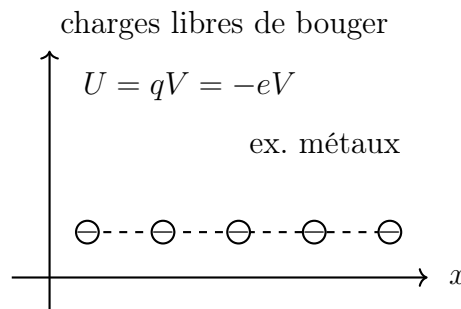 charges libres de bouger
U = qV = −eV
ex. métaux
x